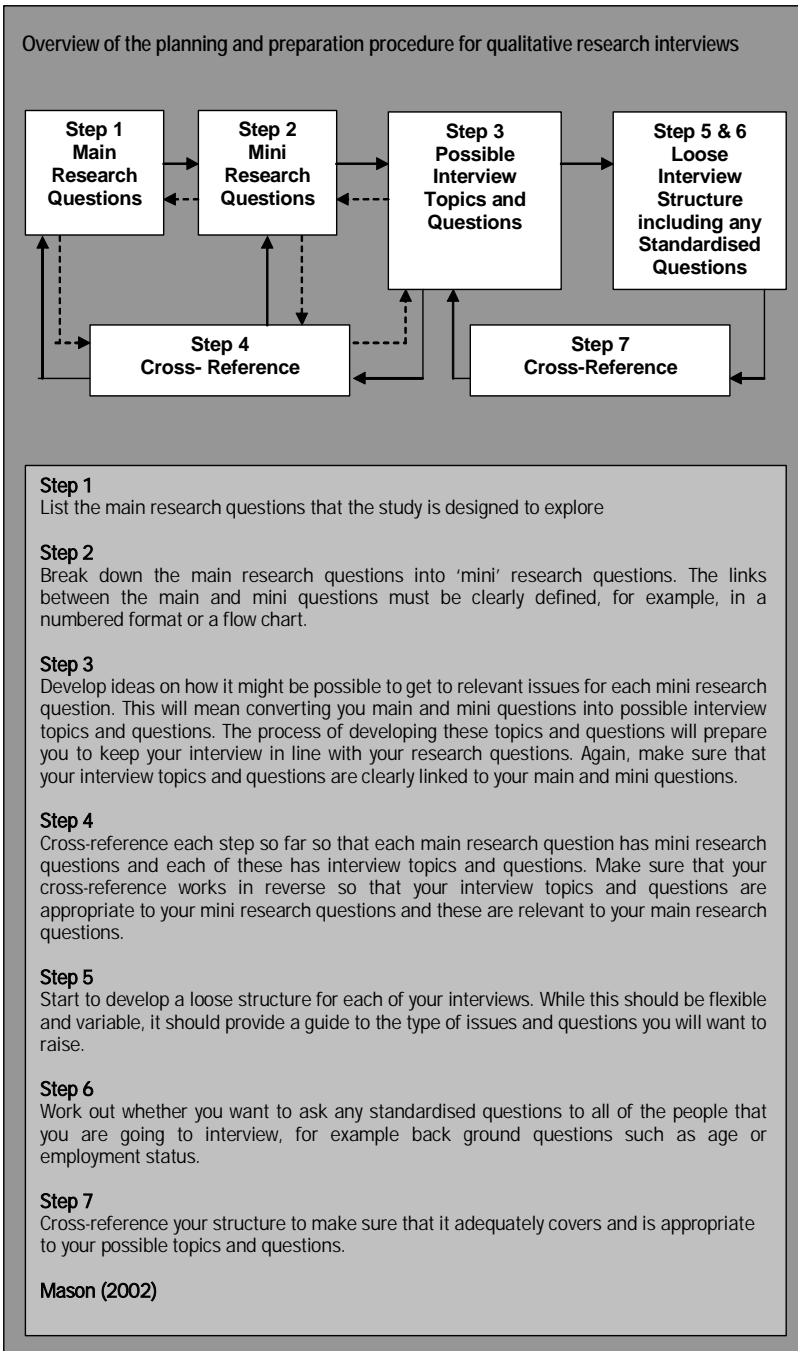 Overview of the planning and preparation procedure for qualitative research interviews
Step 1
Main
Research
Questions
Step 2
Mini
Research
Questions
Step 3
Possible
Interview
Topics and
Questions
Step 5 & 6
Loose
Interview
Structure
including any
Standardised
Questions
Step 4
Cross- Reference
Step 7
Cross-Reference
Step 1
List the main research questions that the study is designed to explore
Step 2
Break down the main research questions into ‘mini’ research questions. The links
between the main and mini questions must be clearly defined, for example, in a
numbered format or a flow chart.
Step 3
Develop ideas on how it might be possible to get to relevant issues for each mini research
question. This will mean converting you main and mini questions into possible interview
topics and questions. The process of developing these topics and questions will prepare
you to keep your interview in line with your research questions. Again, make sure that
your interview topics and questions are clearly linked to your main and mini questions.
Step 4
Cross-reference each step so far so that each main research question has mini research
questions and each of these has interview topics and questions. Make sure that your
cross-reference works in reverse so that your interview topics and questions are
appropriate to your mini research questions and these are relevant to your main research
questions.
Step 5
Start to develop a loose structure for each of your interviews. While this should be flexible
and variable, it should provide a guide to the type of issues and questions you will want to
raise.
Step 6
Work out whether you want to ask any standardised questions to all of the people that
you are going to interview, for example back ground questions such as age or
employment status.
Step 7
Cross-reference your structure to make sure that it adequately covers and is appropriate
to your possible topics and questions.
Mason (2002)